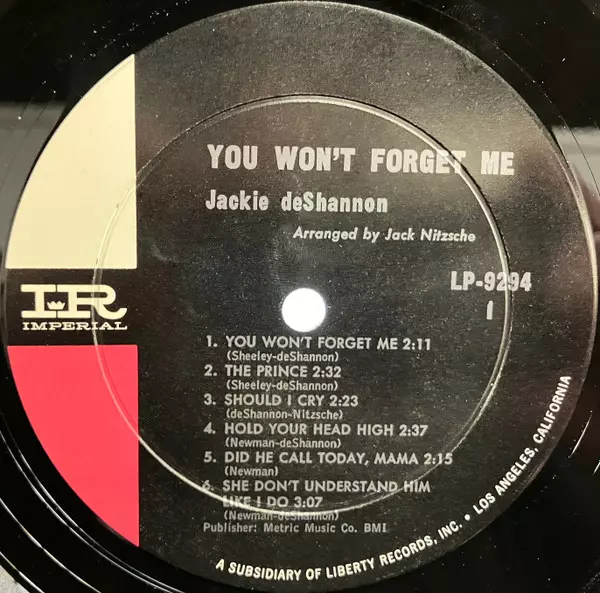 YOU WON'T FORGET ME
Jackie deShannon
Arranged by Jack Nitzsche
LP-9294
1
IR
IMPERIAL
1. YOU WON'T FORGET ME 2:11
(Sheeley-deShannon)
2. THE PRINCE 2:32
(Sheeley-deShannon)
3. SHOULD I CRY 2:23
(deShannon-Nitzsche)
4. HOLD YOUR HEAD HIGH 2:37
(Newman-deShannon)
5. DID HE CALL TODAY, MAMA 2:15
(Newman)
6. SHE DON'T UNDERSTAND HIM
LIKE I DO 3:07
(Newman-deShannon)
Publisher: Metric Music Co. BMI
A SUBSIDIARY OF LIBERTY RECORDS, INC. • LOS ANGELES, CALIFORNIA